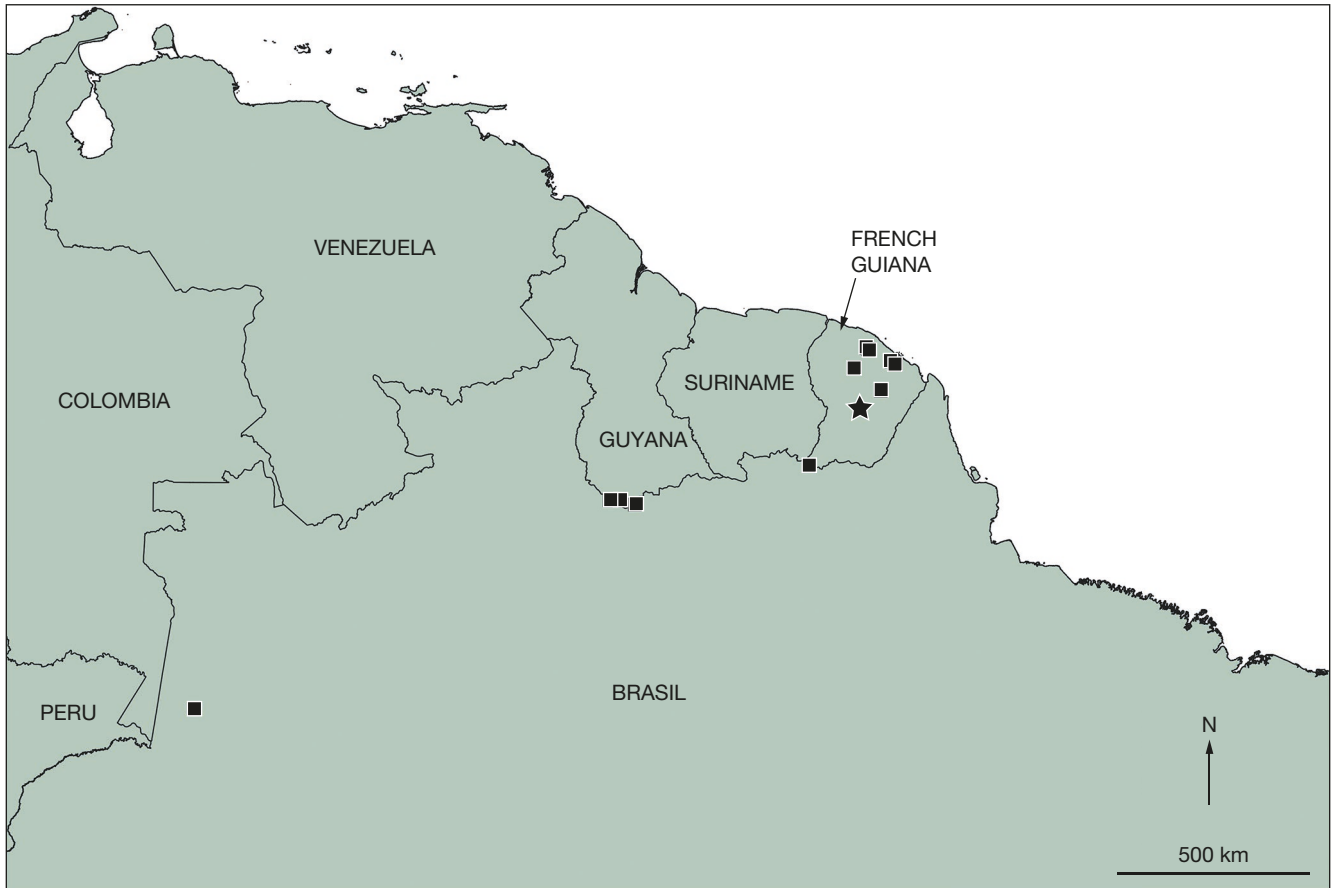 FRENCH
GUIANA
VENEZUELA
SURINAME
COLOMBIA
GUYANA
BRASIL
PERU
N
500 km